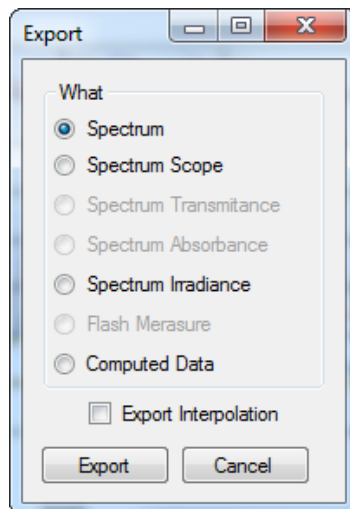 Export
What
Spectrum
Spectrum Scope
Spectrum Transmitance
Spectrum Absorbance
Spectrum Irradiance
Flash Merasure
Computed Data
Export Interpolation
Export Cancel